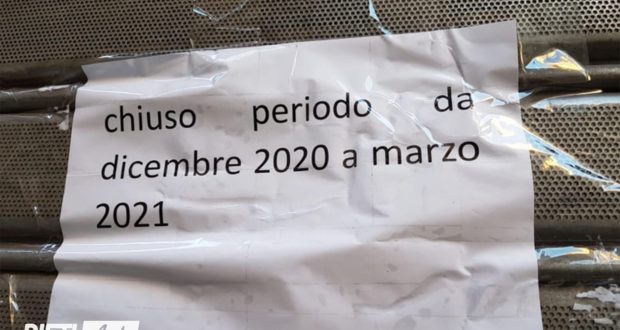 chiuso periodo da
dicembre 2020 a marzo
2021